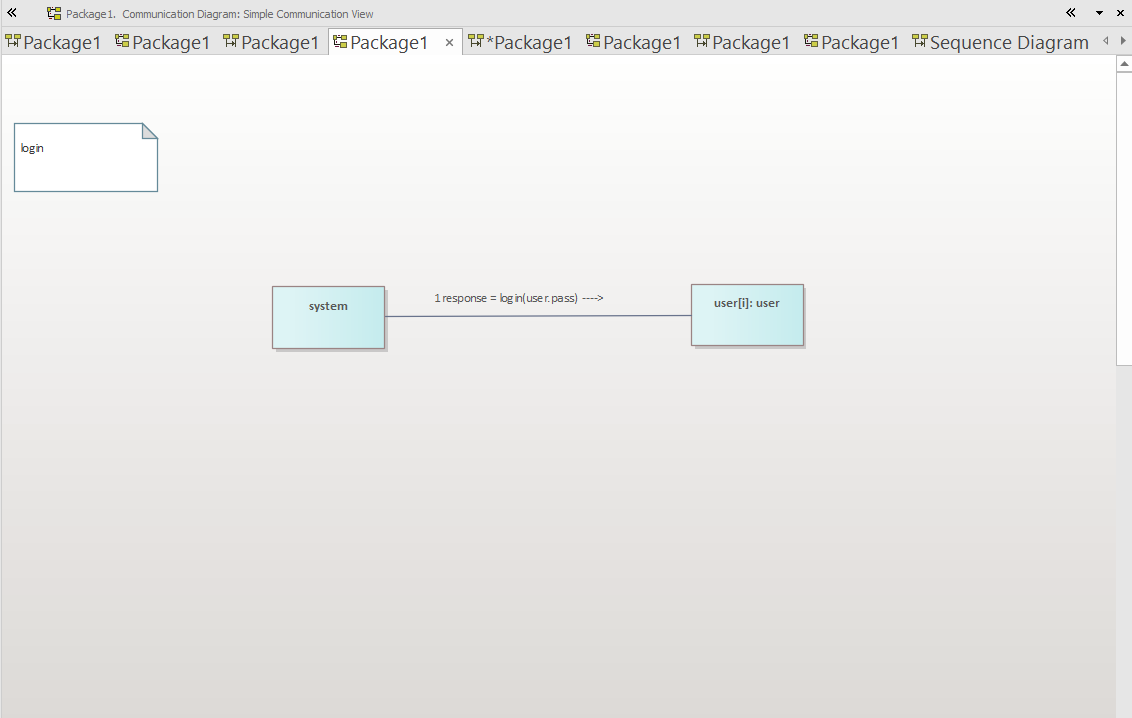 Package1. Communication Diagram: Simple Communication View
Package1 Package1 Package1 Package1 *Package1 Package1 Package1 Package1 Sequence Diagram
login
system
1 response = login(user.pass) ---->
user[i]: user